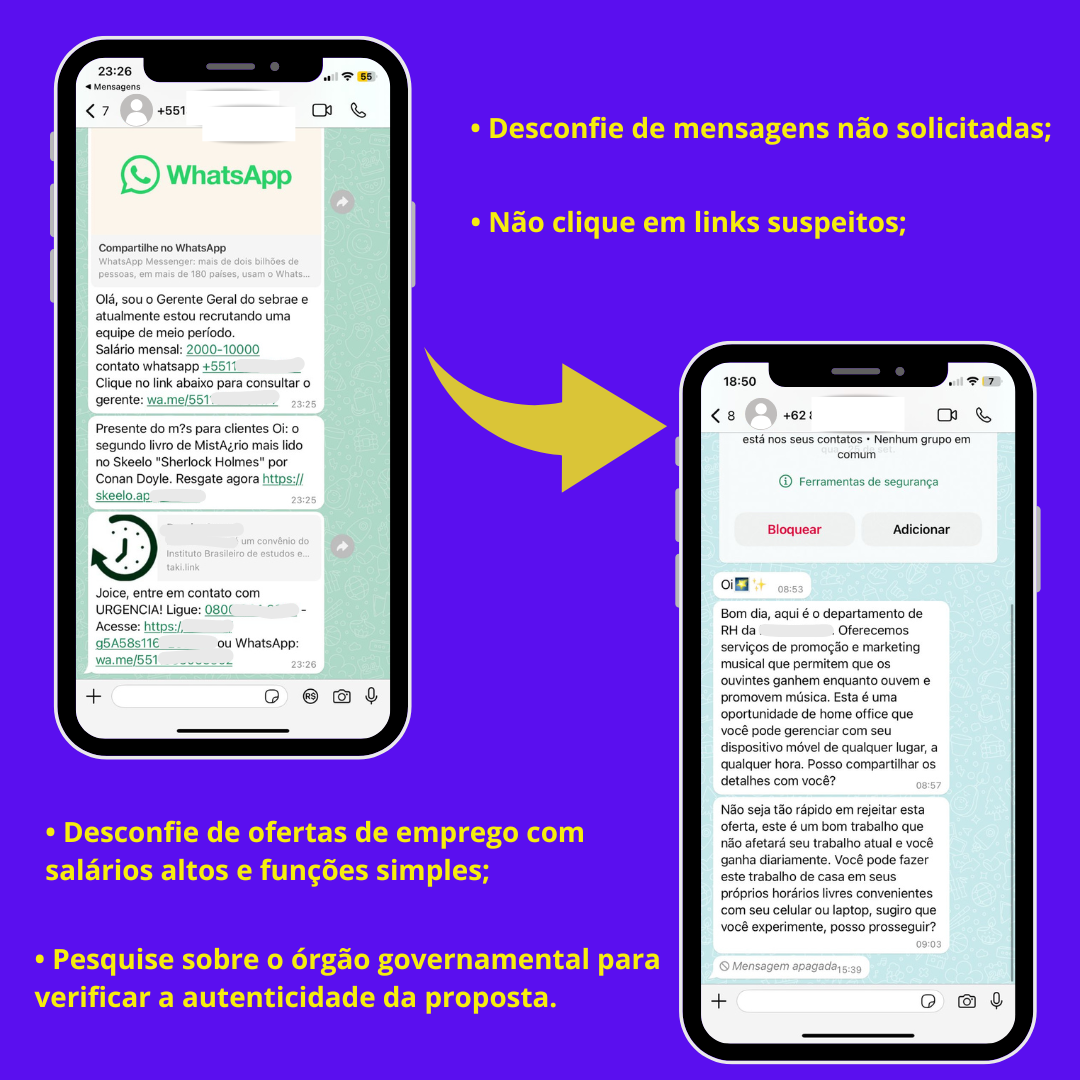 23:26
Mensagens
55
7
+551
• Desconfie de mensagens não solicitadas;
• Não clique em links suspeitos;
WhatsApp
Compartilhe no WhatsApp
WhatsApp Messenger: mais de dois bilhões de
pessoas, em mais de 180 países, usam o Whats...
Olá, sou o Gerente Geral do sebrae e
atualmente estou recrutando uma
equipe de meio período.
Salário mensal: 2000-10000
contato whatsapp +5511
Clique no link abaixo para consultar o
gerente: wa.me/551
23:25
Presente do m?s para clientes Oi: o
segundo livro de MistA¿rio mais lido
no Skeelo "Sherlock Holmes" por
Conan Doyle. Resgate agora https://
skeelo.ap
23:25
um convênio do
Instituto Brasileiro de estudos e...
taki.link
Joice, entre em contato com
URGENCIA! Ligue: 0800 -
Acesse: https:/
g5A58s116 ou WhatsApp:
wa.me/551
23:26
R$
18:50
7
8
+62
está nos seus contatos • Nenhum grupo em
comum
Ferramentas de segurança
Bloquear
Adicionar
Oi
08:53
Bom dia, aqui é o departamento de
RH da . Oferecemos
serviços de promoção e marketing
musical que permitem que os
ouvintes ganhem enquanto ouvem e
promovem música. Esta é uma
oportunidade de home office que
você pode gerenciar com seu
dispositivo móvel de qualquer lugar, a
qualquer hora. Posso compartilhar os
detalhes com você?
08:57
Não seja tão rápido em rejeitar esta
oferta, este é um bom trabalho que
não afetará seu trabalho atual e você
ganha diariamente. Você pode fazer
este trabalho de casa em seus
próprios horários livres convenientes
com seu celular ou laptop, sugiro que
você experimente, posso prosseguir?
09:03
Mensagem apagada
15:39
• Desconfie de ofertas de emprego com
salários altos e funções simples;
• Pesquise sobre o órgão governamental para
verificar a autenticidade da proposta.